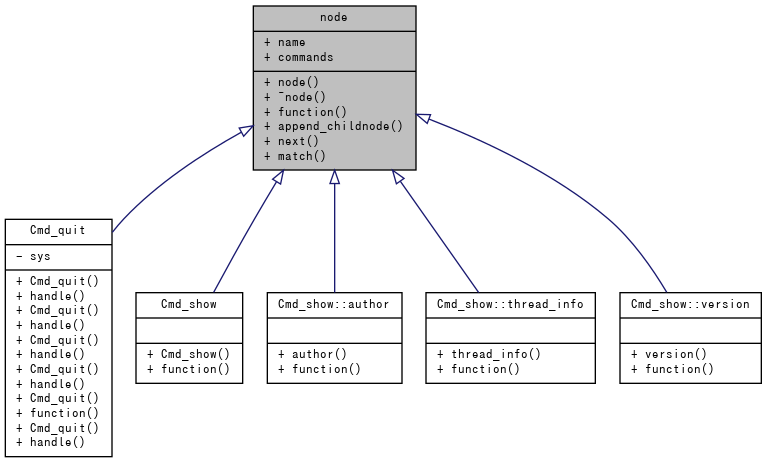 node
+ name
+ commands
+ node()
+ ~node()
+ function()
+ append_childnode()
+ next()
+ match()
Cmd_quit
- sys
+ Cmd_quit()
+ handle()
+ Cmd_quit()
+ handle()
+ Cmd_quit()
+ handle()
+ Cmd_quit()
+ handle()
+ Cmd_quit()
+ function()
+ Cmd_quit()
+ handle()
Cmd_show
+ Cmd_show()
+ function()
Cmd_show::author
+ author()
+ function()
Cmd_show::thread_info
+ thread_info()
+ function()
Cmd_show::version
+ version()
+ function()